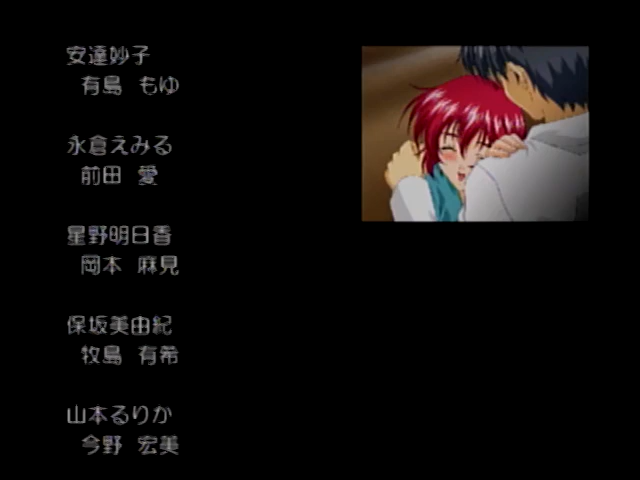 安達妙子
有島 もゆ
永倉えみる
前田 愛
星野明日香
岡本 麻見
保坂美由紀
牧島 有希
山本るりか
今野 宏美